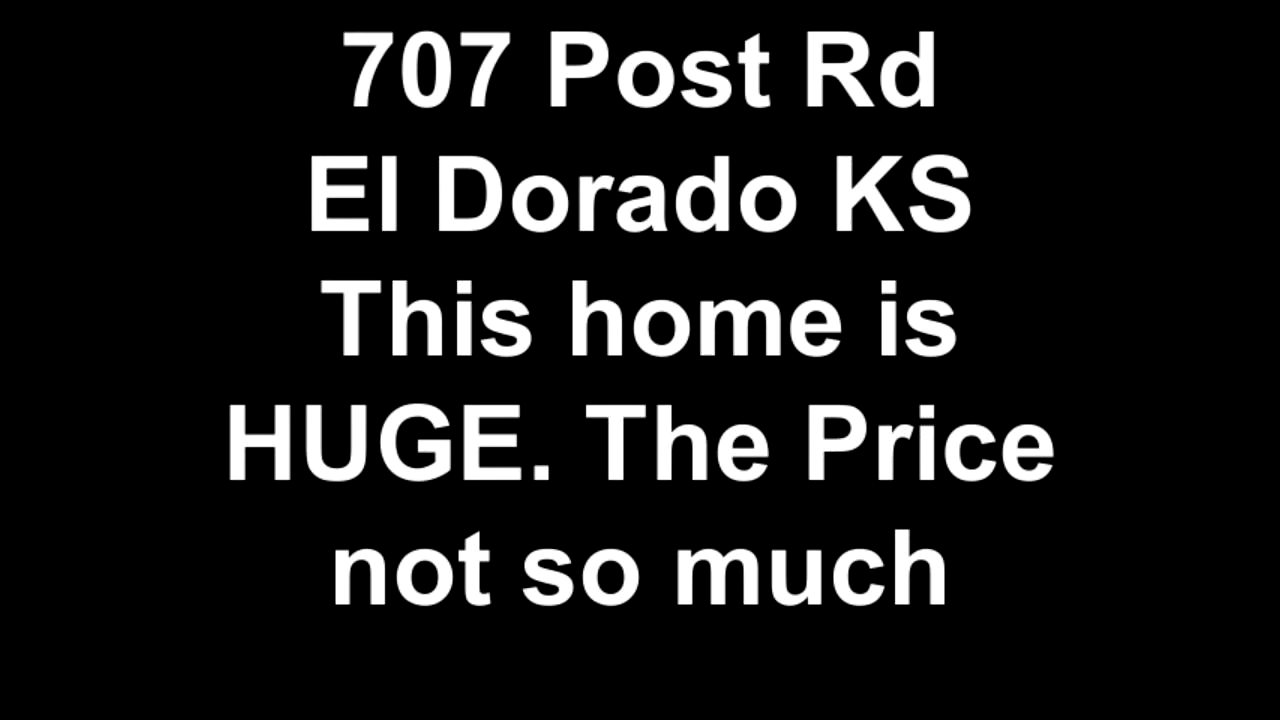 707 Post Rd
El Dorado KS
This home is
HUGE. The Price
not so much